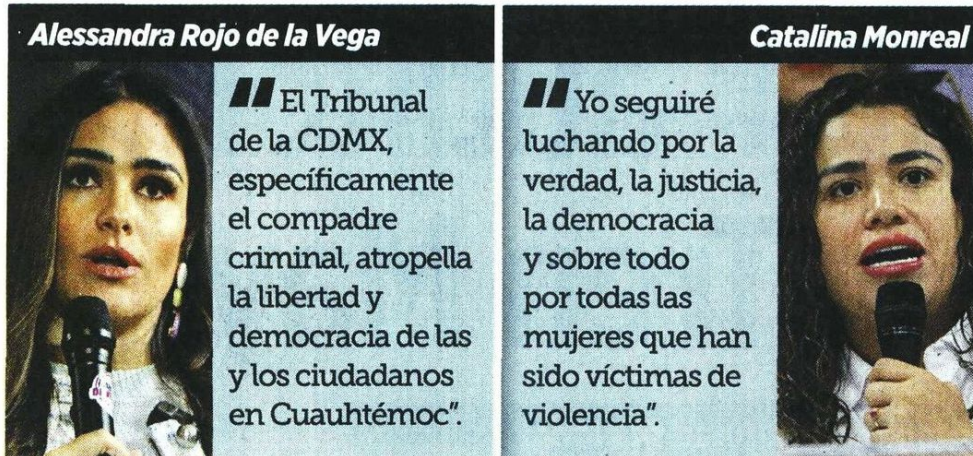 Alessandra Rojo de la Vega
"El Tribunal
de la CDMX,
específicamente
el compadre
criminal, atropella
la libertad y
democracia de las
y los ciudadanos
en Cuauhtémoc".
Catalina Monreal
"Yo seguiré
luchando por la
verdad, la justicia,
la democracia
y sobre todo
por todas las
mujeres que han
sido víctimas de
violencia".